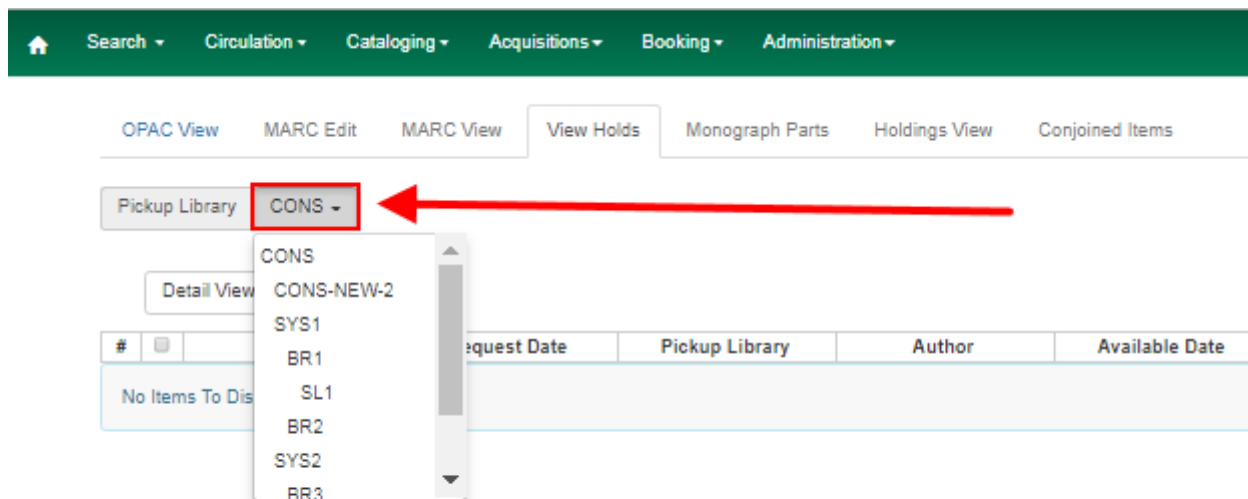 Search Circulation Cataloging Acquisitions Booking Administration
OPAC View MARC Edit MARC View View Holds Monograph Parts Holdings View Conjoined Items
Pickup Library CONS
CONS
Detail View CONS-NEW-2
SYS1
# equest Date Pickup Library Author Available Date
BR1
No Items To Dis SL1
BR2
SYS2
BR3